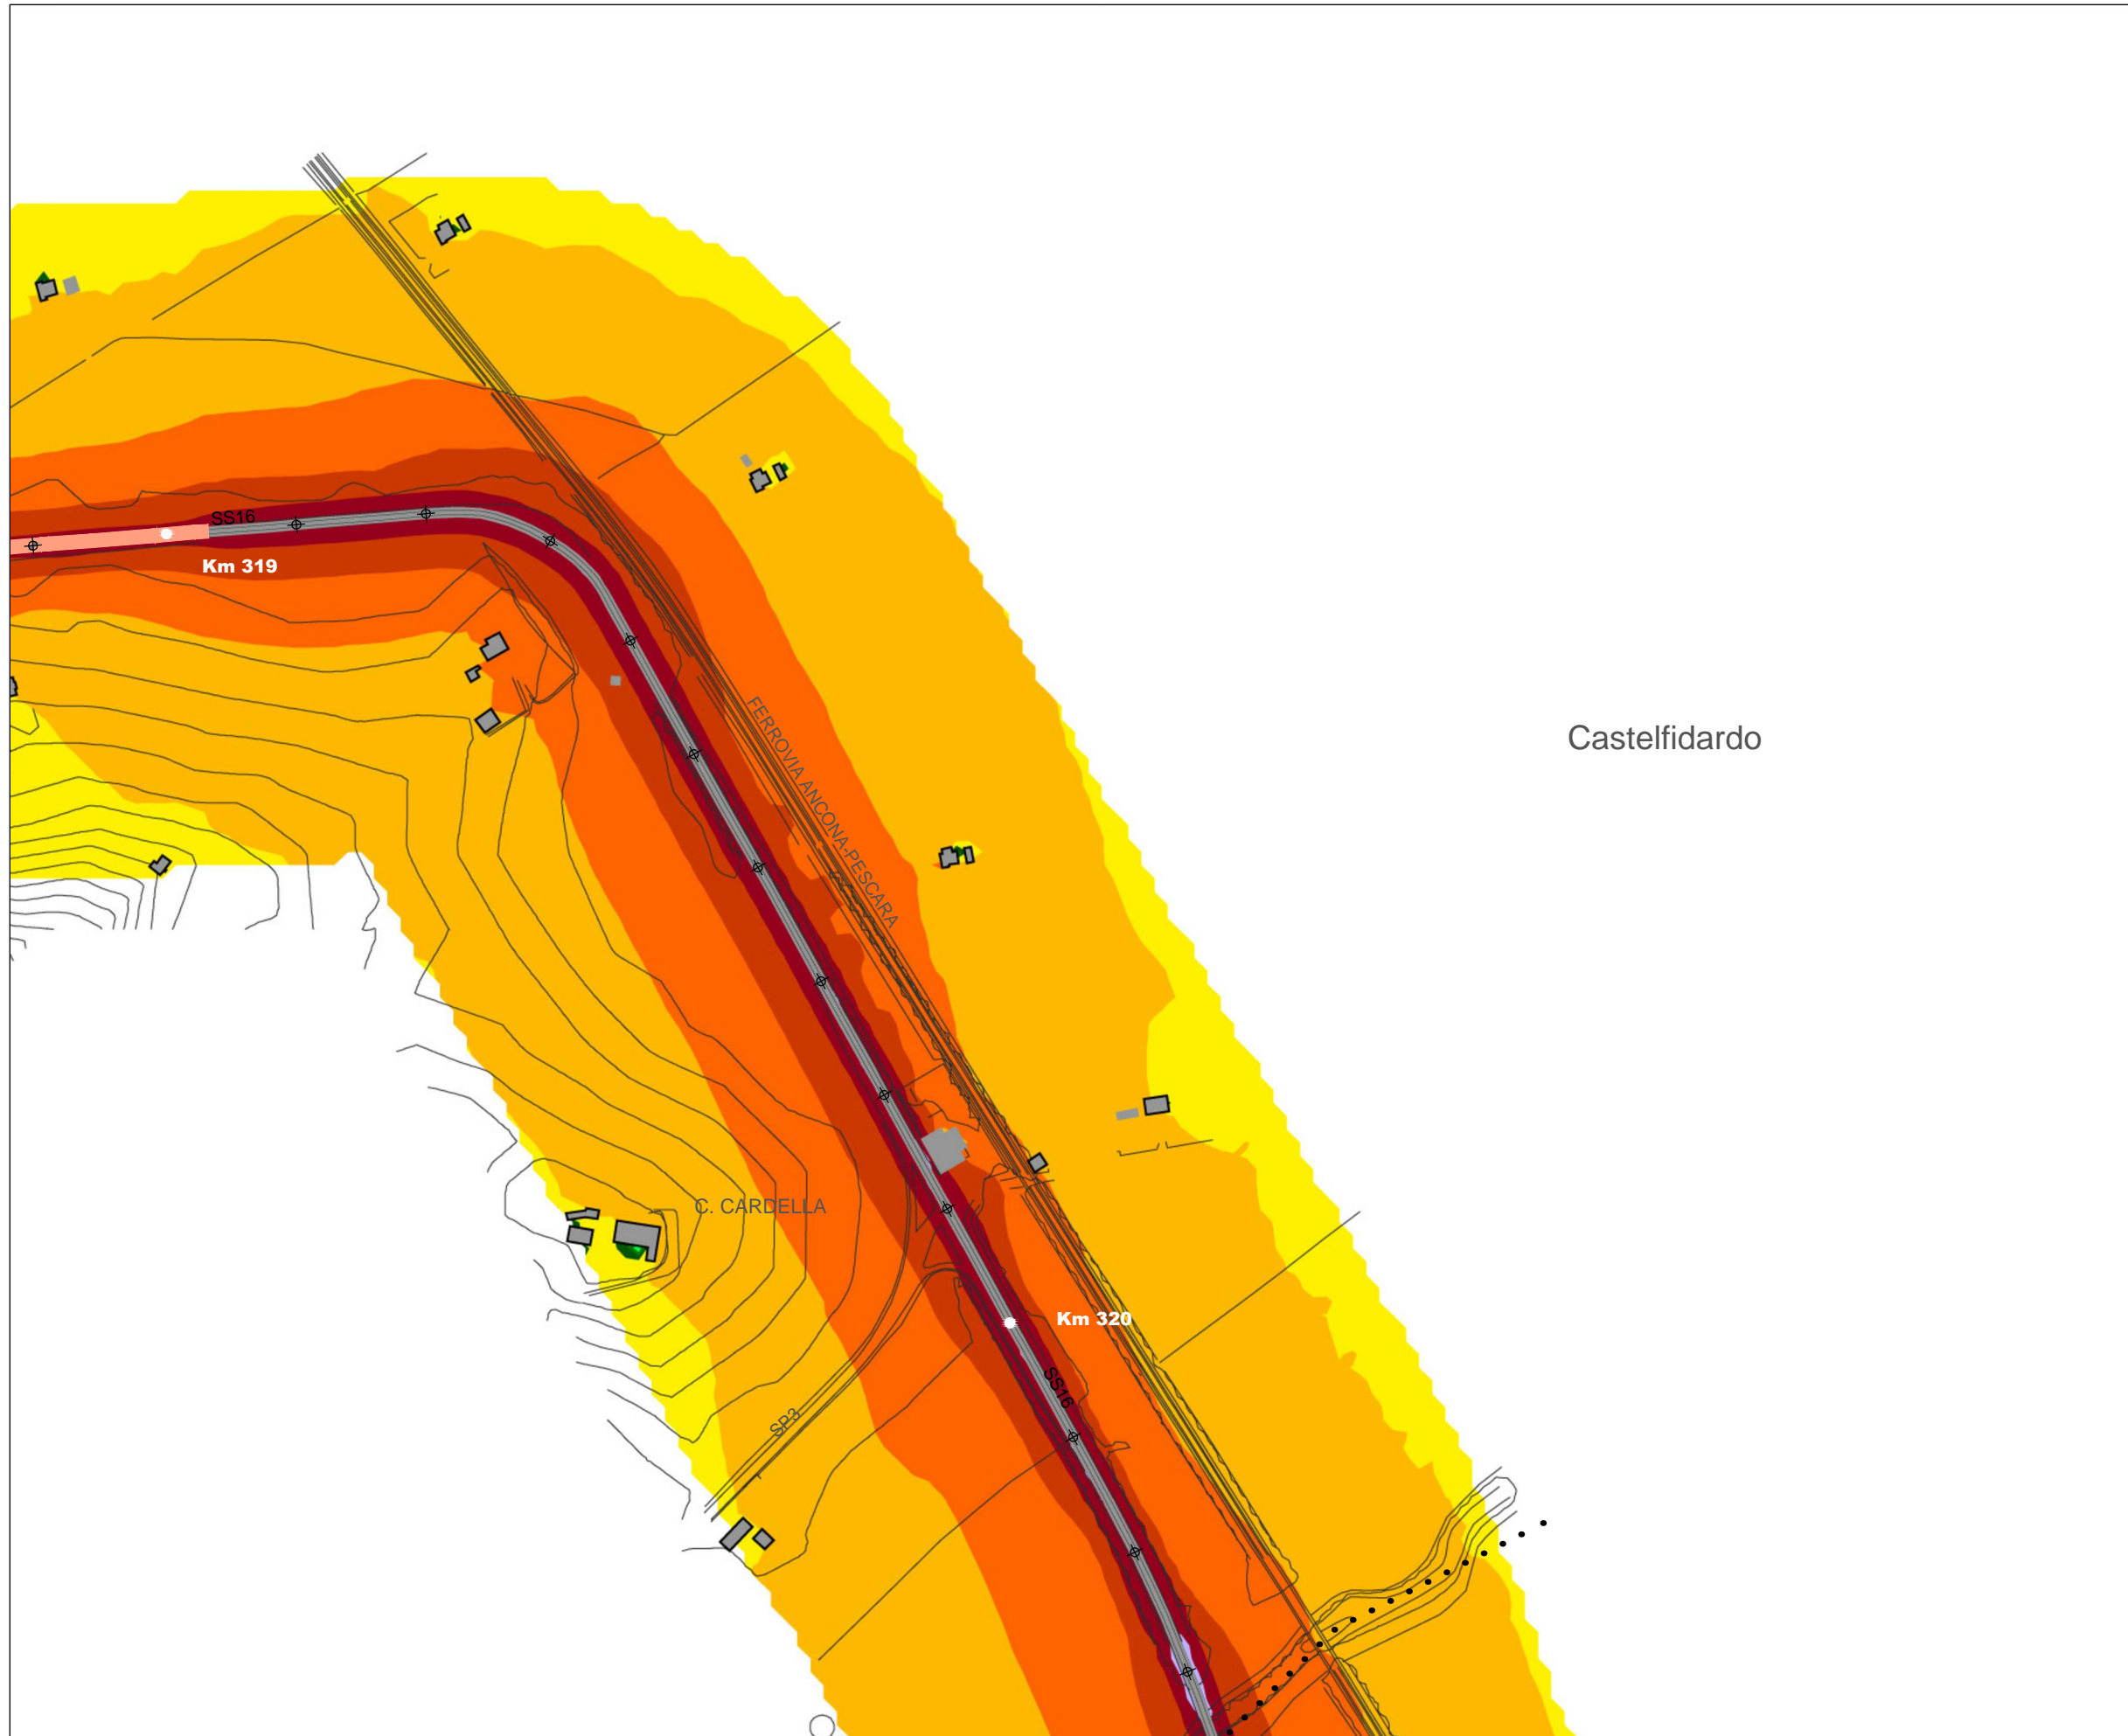 SS16
Km 319
FERROVIA ANCONA-PESCARA
Castelfidardo
C. CARDELLA
Km 320
SS16
SP3